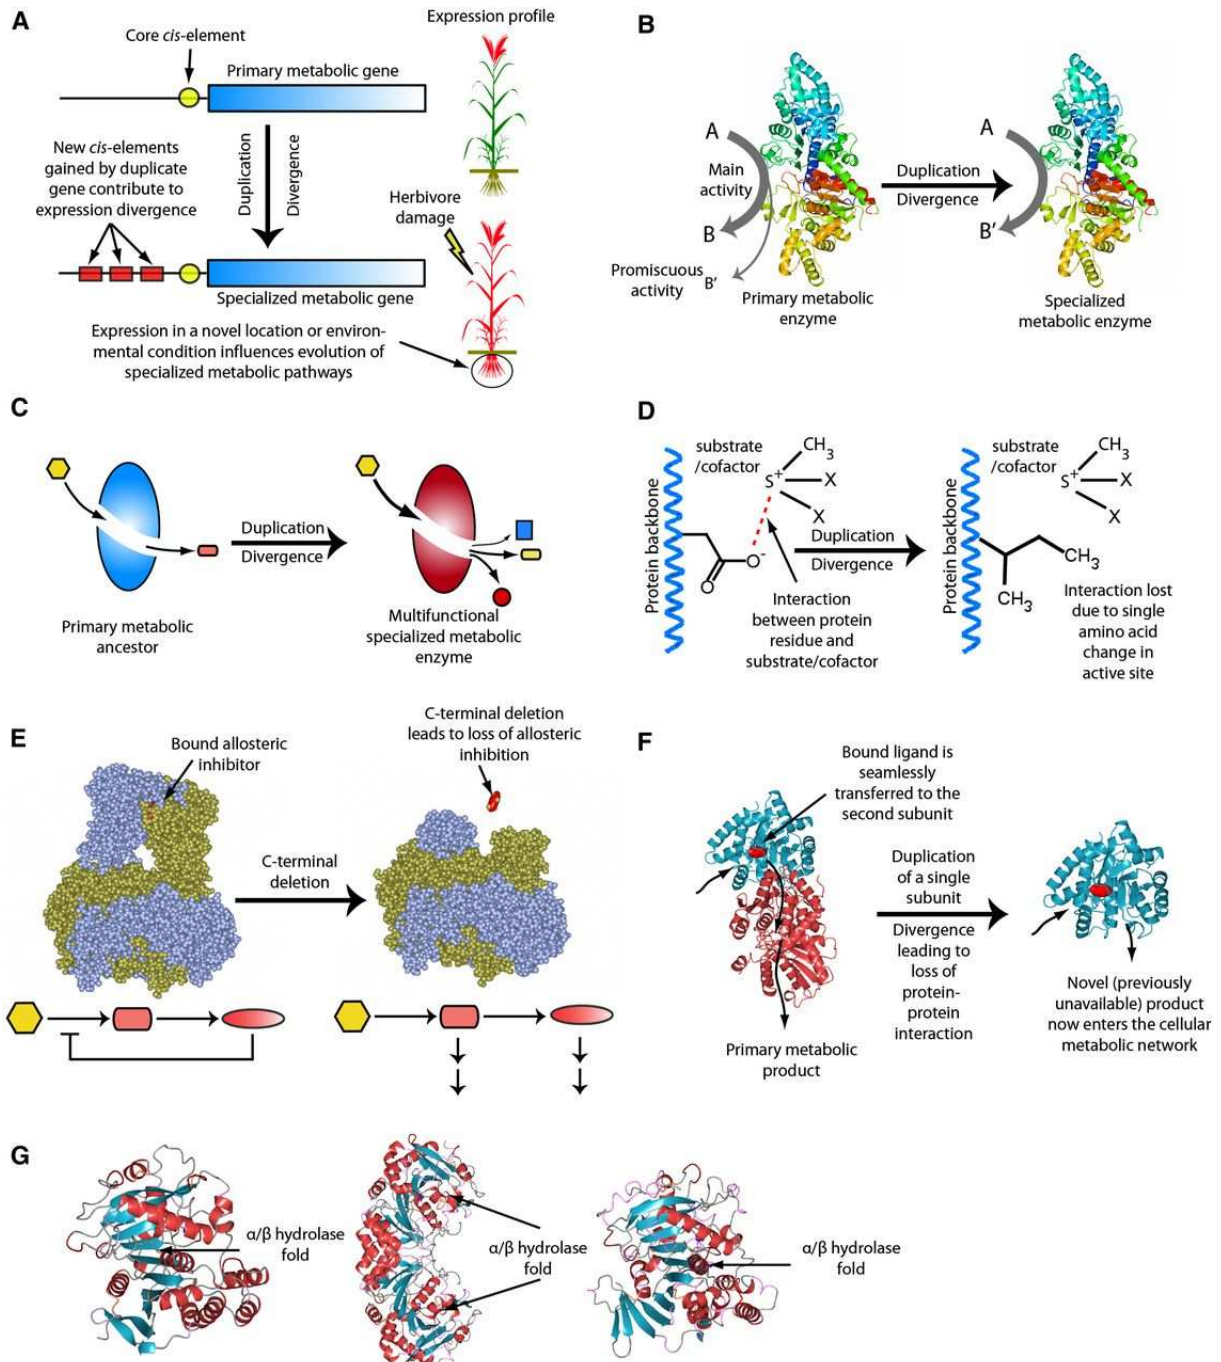 A
Expression profile
Core cis-element
Primary metabolic gene
New cis-elements
gained by duplicate
gene contribute to
expression divergence
Duplication
Divergence
Herbivore
damage
Specialized metabolic gene
Expression in a novel location or environ-
mental condition influences evolution of
specialized metabolic pathways
B
A
Main
activity
B
Promiscuous
activity
B'
Primary metabolic
enzyme
Duplication
Divergence
A
B'
Specialized
metabolic enzyme
C
Primary metabolic
ancestor
Duplication
Divergence
Multifunctional
specialized metabolic
enzyme
D
Protein backbone
substrate
/cofactor
CH3
S+
X
X
O
O-
Interaction
between protein
residue and
substrate/cofactor
Duplication
Divergence
Protein backbone
substrate
/cofactor
CH3
S+
X
X
CH3
CH3
Interaction lost
due to single
amino acid
change in
active site
E
Bound allosteric
inhibitor
C-terminal
deletion
C-terminal deletion
leads to loss of allosteric
inhibition
F
Bound ligand is
seamlessly
transferred to the
second subunit
Primary metabolic
product
Duplication
of a single
subunit
Divergence
leading to
loss of
protein-
protein
interaction
Novel (previously
unavailable) product
now enters the cellular
metabolic network
G
α/β hydrolase
fold
α/β hydrolase
fold
α/β hydrolase
fold